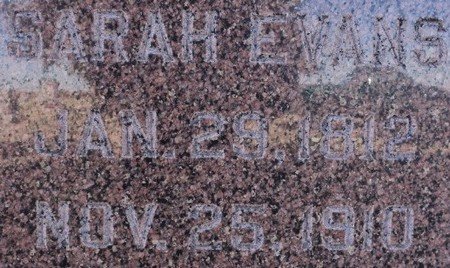 SARAH EVANS
JAN. 29, 1812
NOV. 25, 1910